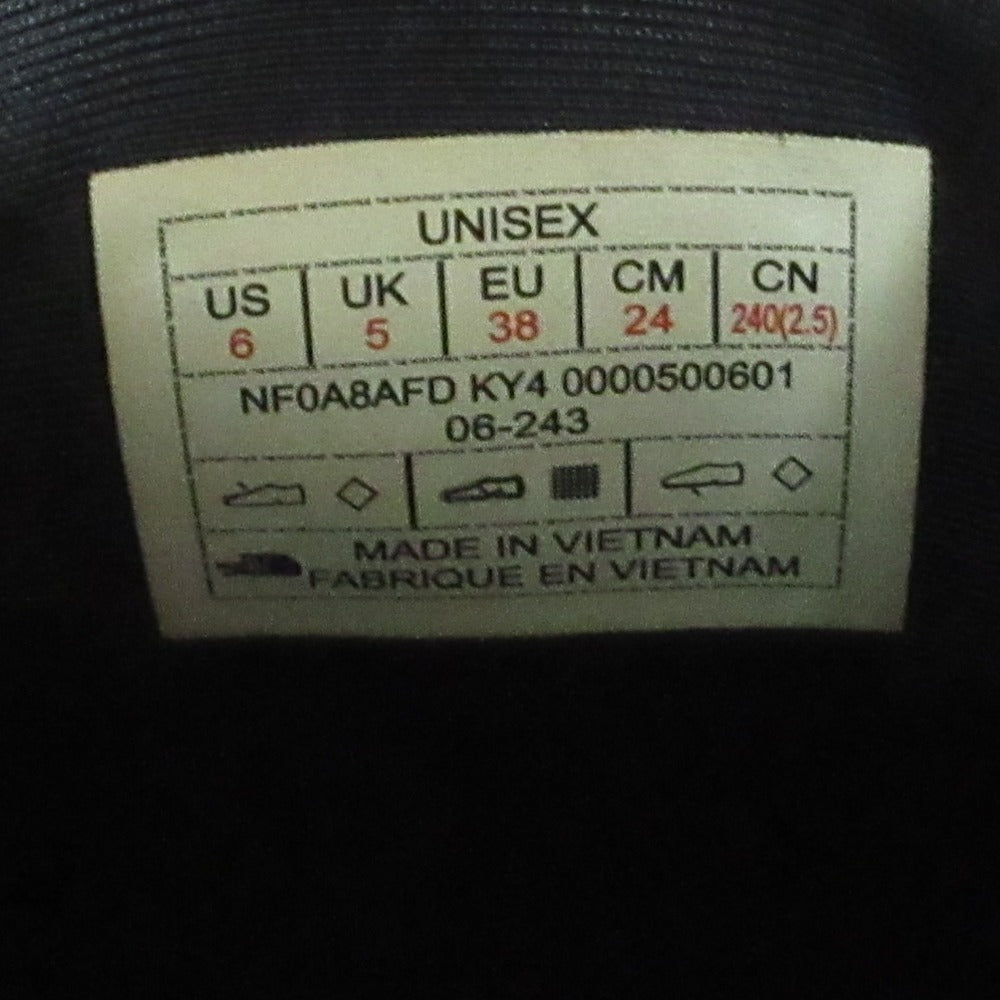 UNISEX
US UK EU CM CN
6 5 38 24 240(2.5)
NF0A8AFD KY4 0000500601
06-243
MADE IN VIETNAM
FABRIQUE EN VIETNAM